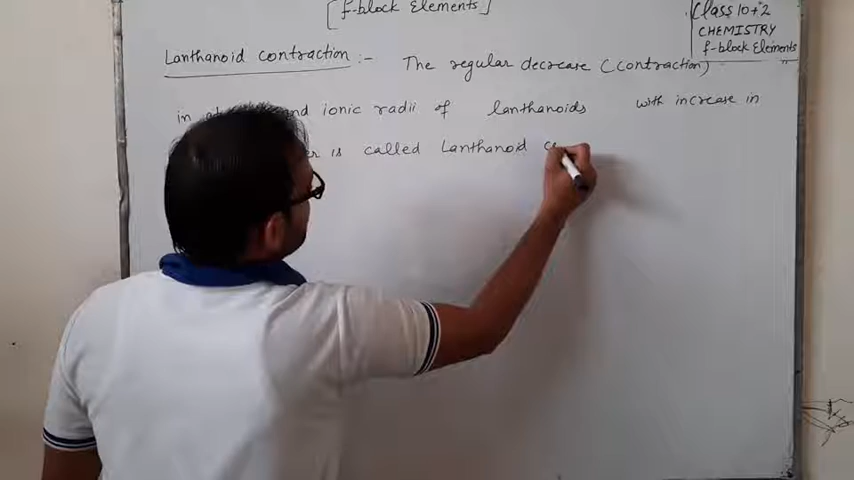 [f-block Elements]
Class 10+2
CHEMISTRY
f-BLOCK Elements
Lanthanoid contraction :- The regular decrease (contraction)
in ionic radii of lanthanoids with increase in
is called Lanthanoid